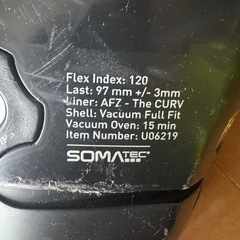 Flex Index: 120
Last: 97 mm +/- 3mm
Liner: AFZ - The CURV
Shell: Vacuum Full Fit
Vacuum Oven: 15 min
Item Number: U06219
SOMATEC